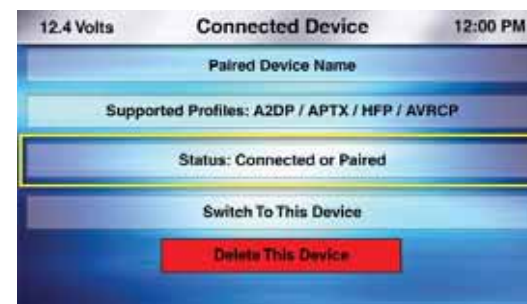 12.4 Volts Connected Device 12:00 PM
Paired Device Name
Supported Profiles: A2DP / APTX / HFP / AVRCP
Status: Connected or Paired
Switch To This Device
Delete This Device